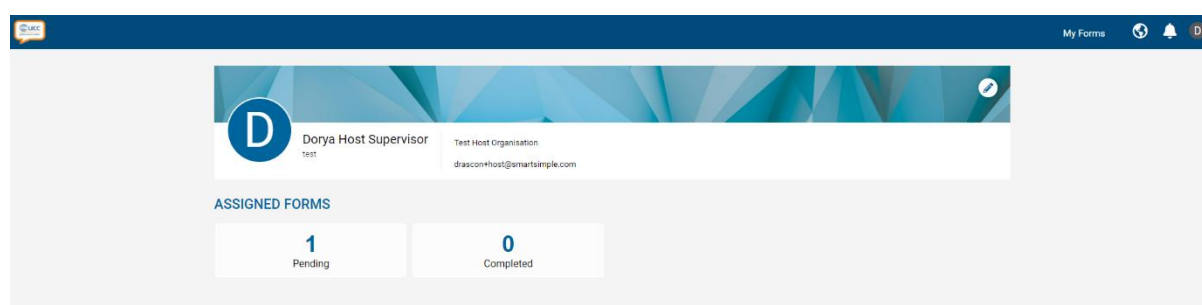 UICC
My Forms
D
D
Dorya Host Supervisor
test
Test Host Organisation
drascon+host@smartsimple.com
ASSIGNED FORMS
1
Pending
0
Completed